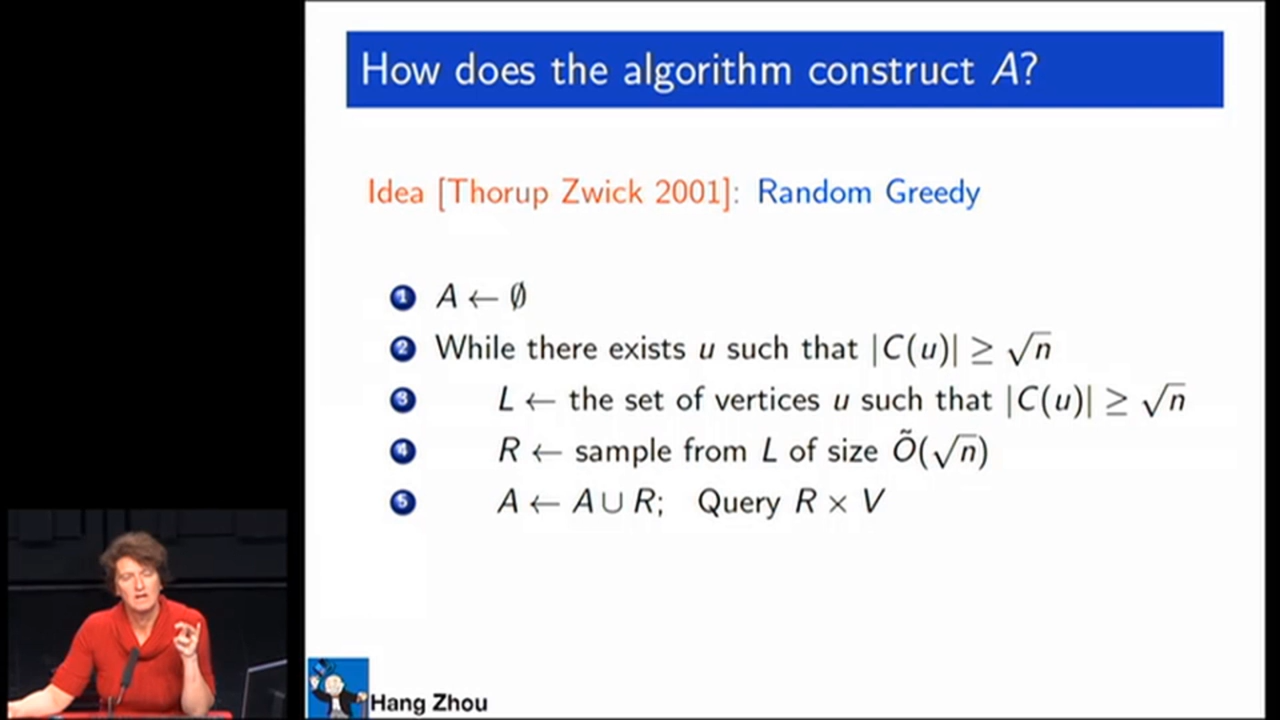 How does the algorithm construct A?
Idea [Thorup Zwick 2001]: Random Greedy
1 A ← ∅
2 While there exists u such that |C(u)| ≥ √n
3 L ← the set of vertices u such that |C(u)| ≥ √n
4 R ← sample from L of size Õ(√n)
5 A ← A ∪ R; Query R × V
Hang Zhou